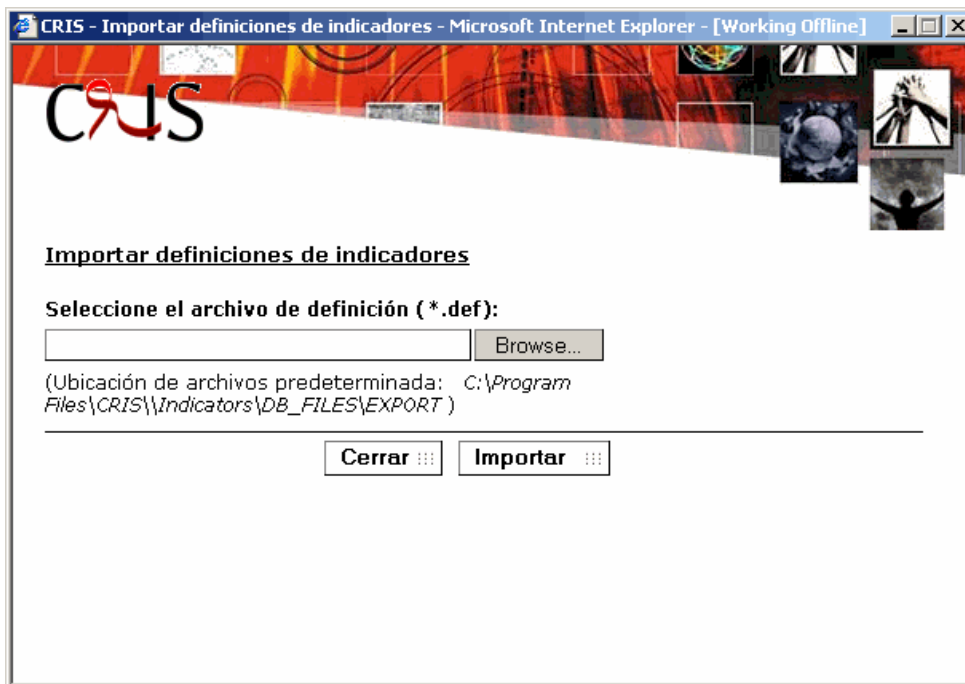 CRIS - Importar definiciones de indicadores - Microsoft Internet Explorer - [Working Offline]
CRIS
Importar definiciones de indicadores
Seleccione el archivo de definición (*.def):
Browse...
(Ubicación de archivos predeterminada: C:\Program
Files\CRIS\\Indicators\DB_FILES\EXPORT )
Cerrar
Importar